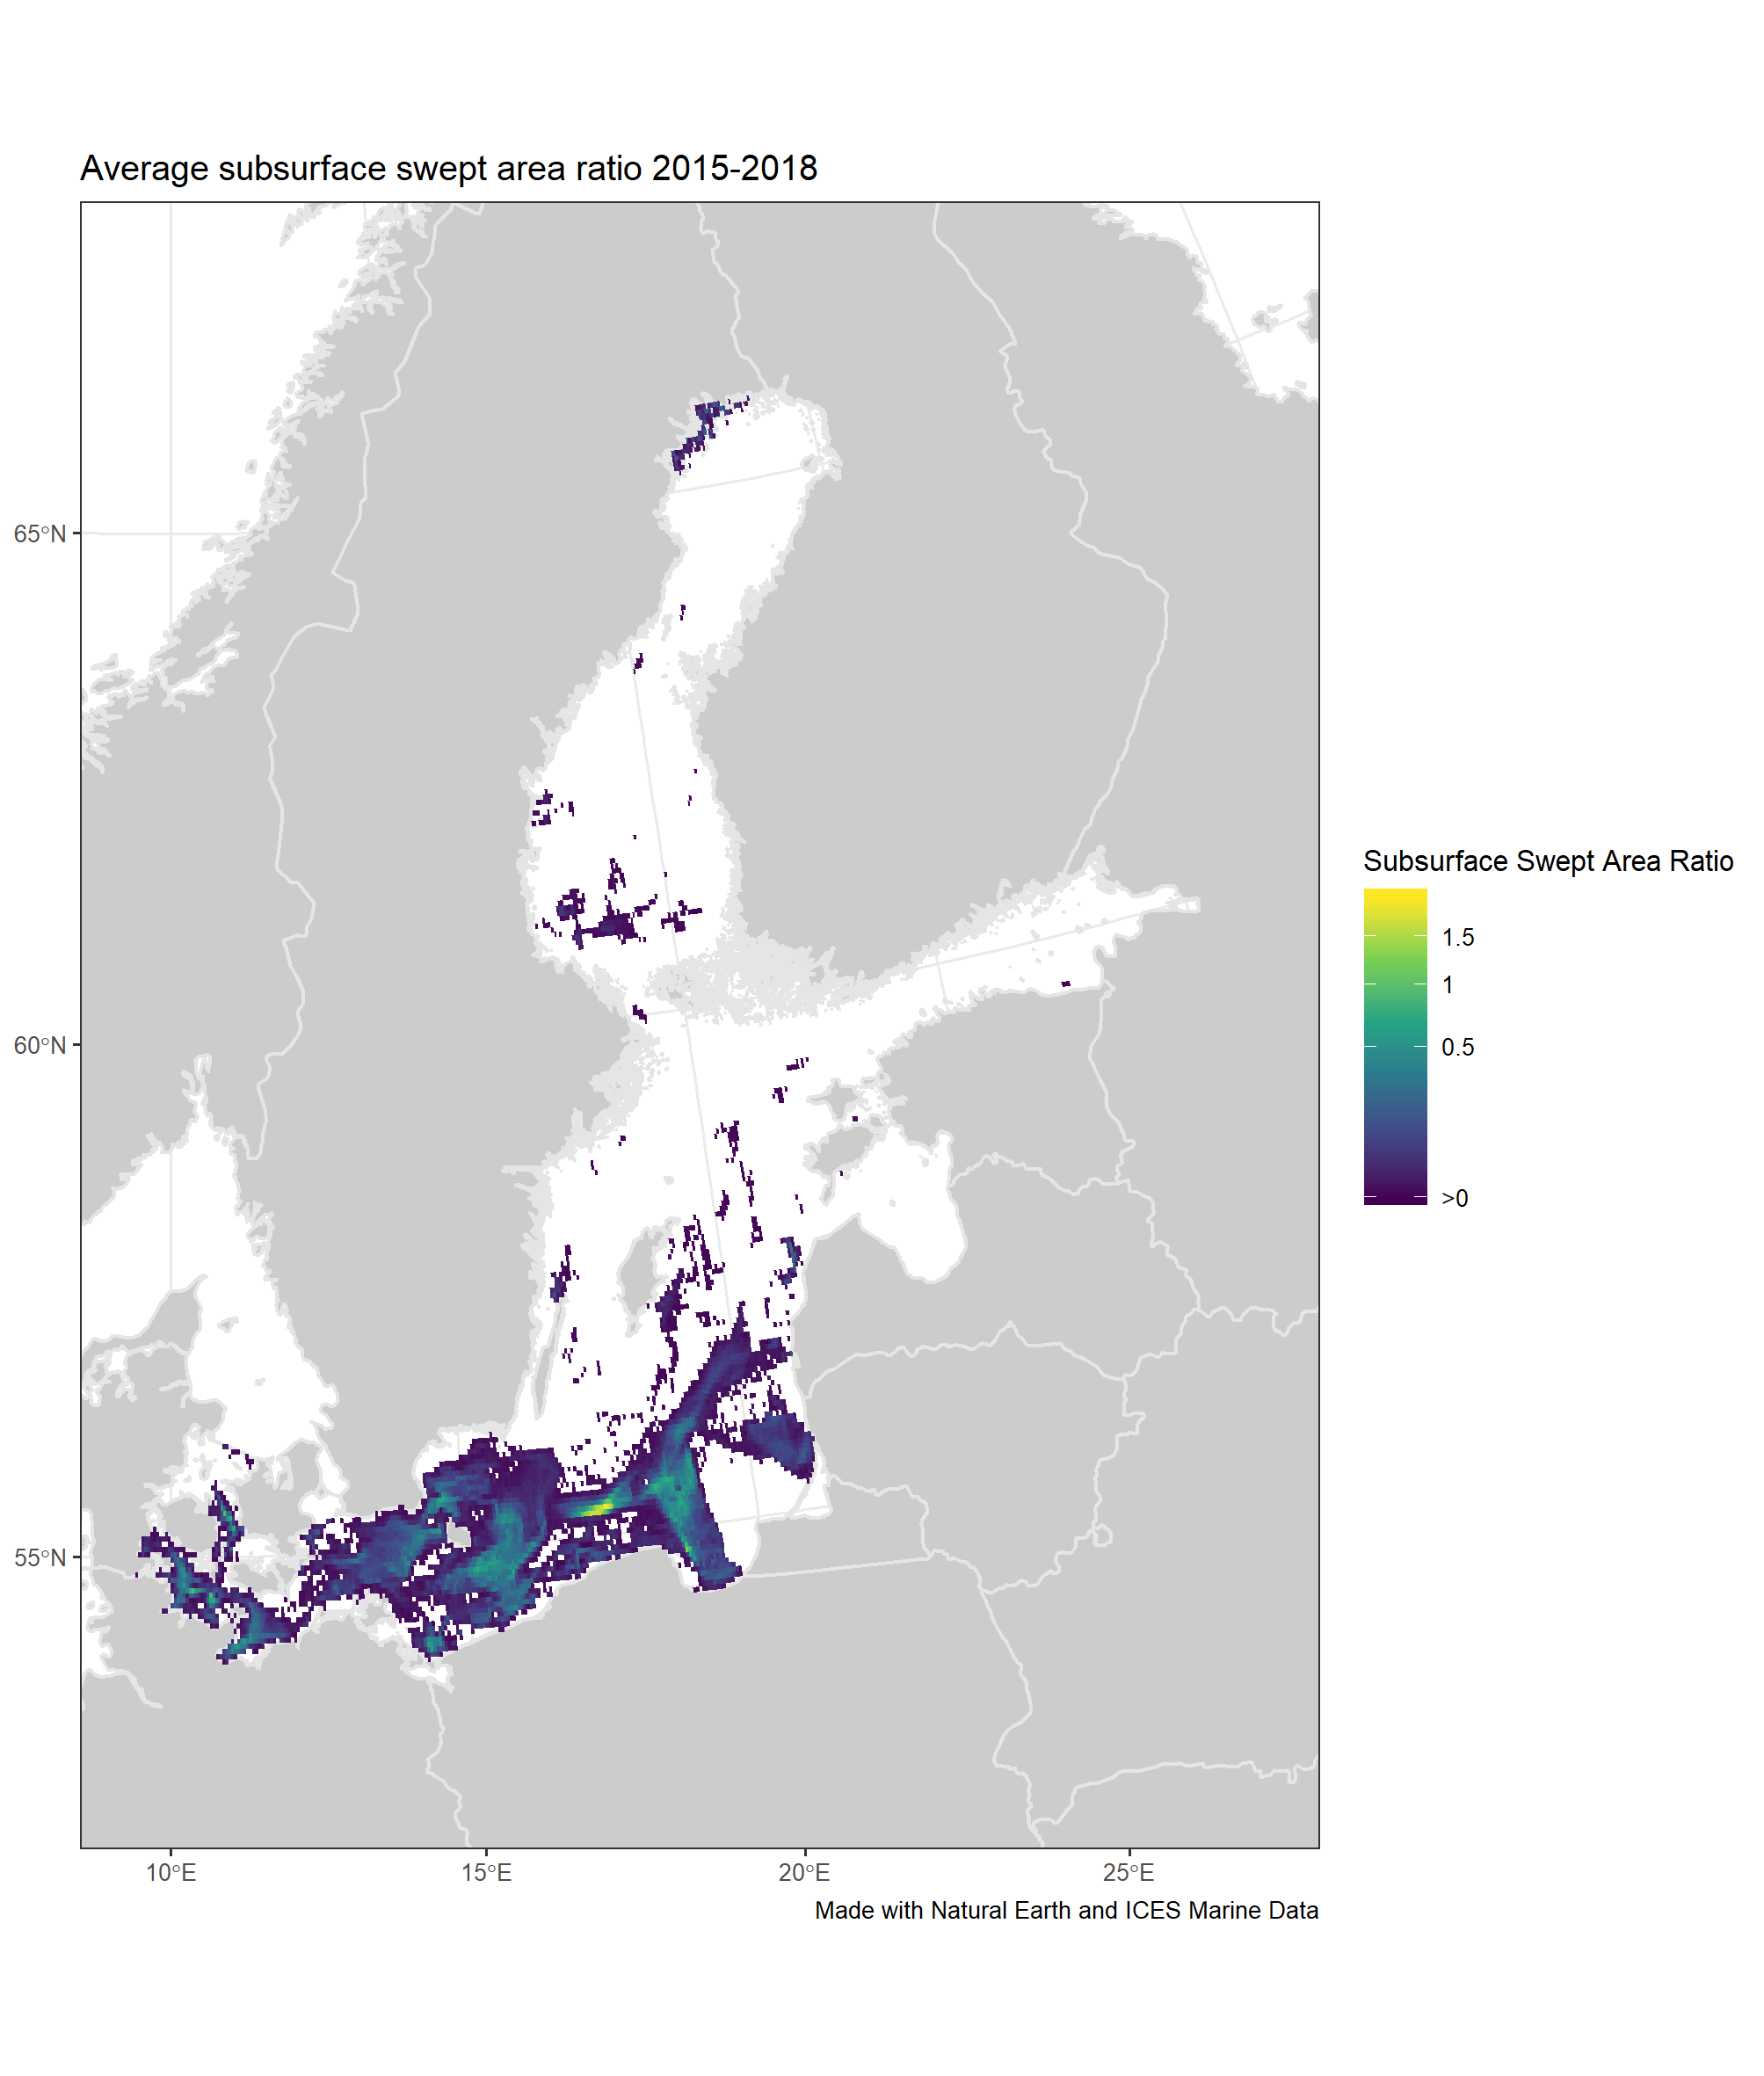 Average subsurface swept area ratio 2015-2018
65°N
60°N
55°N
10°E
15°E
20°E
25°E
Subsurface Swept Area Ratio
1.5
1
0.5
>0
Made with Natural Earth and ICES Marine Data